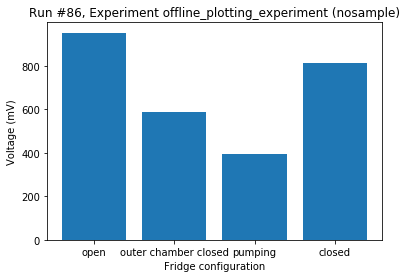 Run #86, Experiment offline_plotting_experiment (nosample)
Voltage (mV)
800
600
400
200
0
open outer chamber closed pumping closed
Fridge configuration